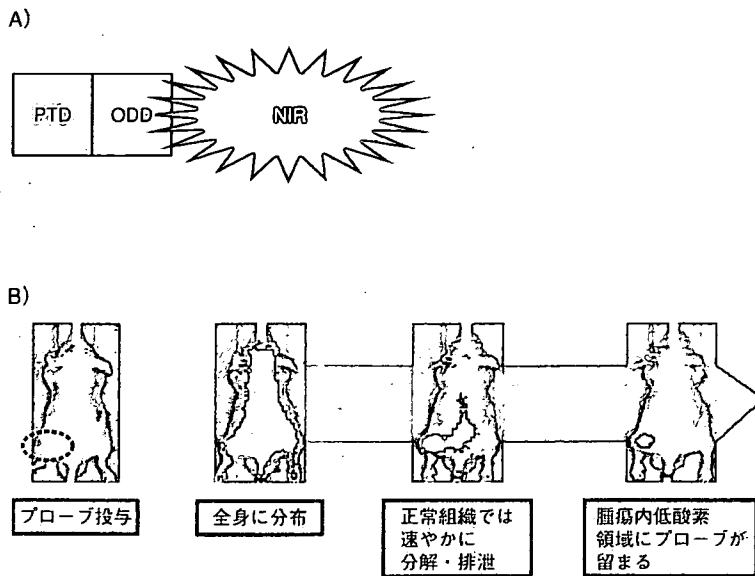 A)
PTD
ODD
NIR
B)
プローブ投与
全身に分布
正常組織では
速やかに
分解・排泄
腫瘍内低酸素
領域にプローブが
留まる